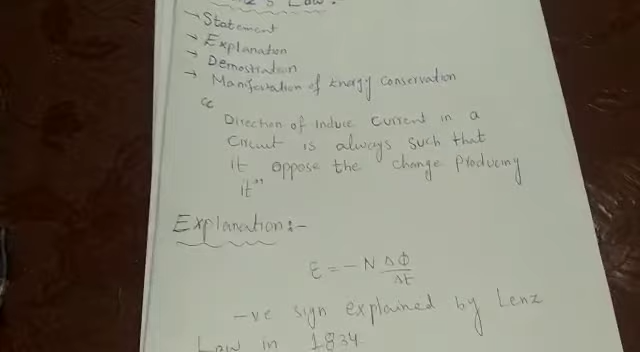 Law:
→ Statement
→ Explanation
→ Demostration
→ Manifestation of Energy Conservation
"
Direction of Induce Current in a
Circuit is always such that
it oppose the change Producing
it"
Explanation:-
ε = -N ΔΦ/Δt
-ve sign explained by Lenz
Law in 1834